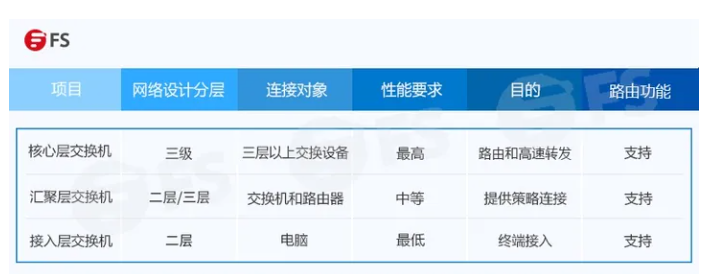 FS
项目 网络设计分层 连接对象 性能要求 目的 路由功能
核心层交换机 三级 三层以上交换设备 最高 路由和高速转发 支持
汇聚层交换机 二层/三层 交换机和路由器 中等 提供策略连接 支持
接入层交换机 二层 电脑 最低 终端接入 支持